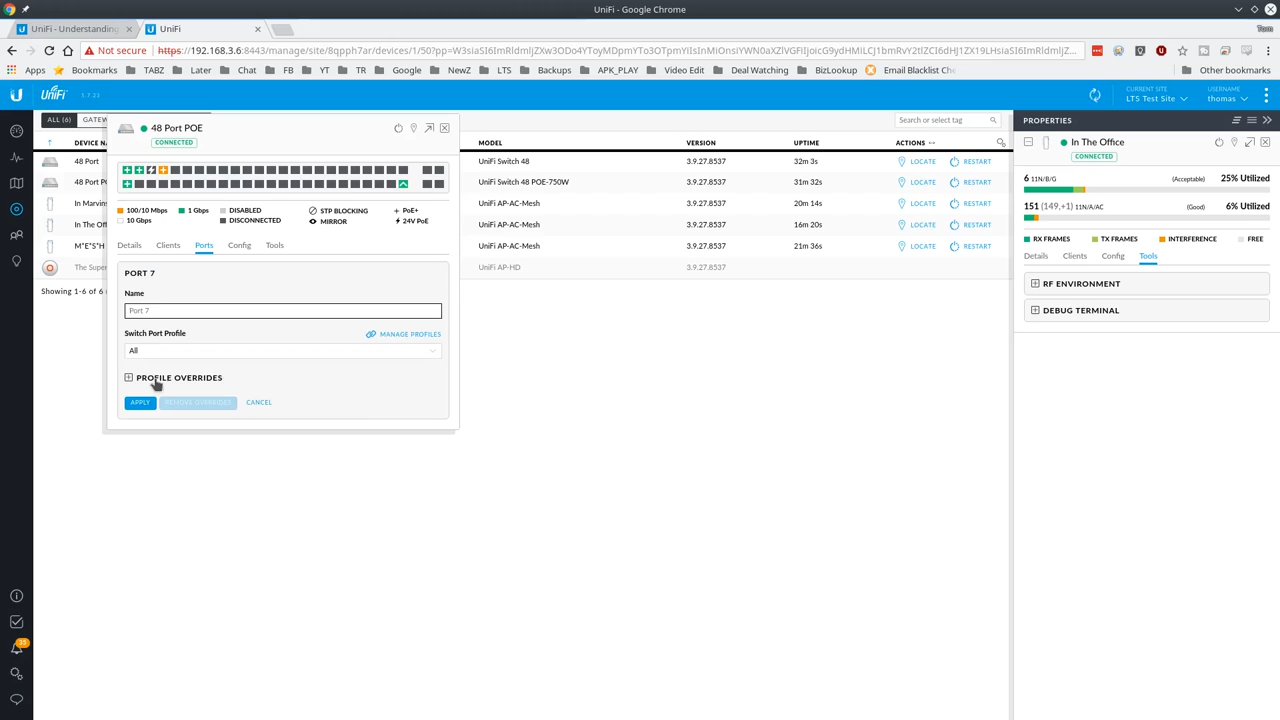 UniFi - Google Chrome
UniFi - Understanding
UniFi
Tom
Not secure
https://192.168.3.6:8443/manage/site/8qpph7ar/devices/1/50?pp=
Apps
Bookmarks
TABZ
Later
Chat
FB
YT
TR
Google
NewZ
LTS
Backups
APK_PLAY
Video Edit
Deal Watching
BizLookup
Email Blacklist Che
Other bookmarks
U
UniFi
CURRENT SITE
LTS Test Site
USERNAME
thomas
ALL (6)
GATEW
Search or select tag
DEVICE NA
MODEL
VERSION
UPTIME
ACTIONS
48 Port
UniFi Switch 48
3.9.27.8537
32m 3s
LOCATE
RESTART
48 Port PO
UniFi Switch 48 POE-750W
3.9.27.8537
31m 32s
LOCATE
RESTART
In Marvins
UniFi AP-AC-Mesh
3.9.27.8537
20m 14s
LOCATE
RESTART
In The Off
UniFi AP-AC-Mesh
3.9.27.8537
16m 20s
LOCATE
RESTART
M*E*S*H
UniFi AP-AC-Mesh
3.9.27.8537
21m 36s
LOCATE
RESTART
The Super
UniFi AP-HD
3.9.27.8537
Showing 1-6 of 6
48 Port POE
CONNECTED
100/10 Mbps
1 Gbps
DISABLED
STP BLOCKING
PoE+
10 Gbps
DISCONNECTED
MIRROR
24V PoE
Details
Clients
Ports
Config
Tools
PORT 7
Name
Port 7
Switch Port Profile
MANAGE PROFILES
All
PROFILE OVERRIDES
APPLY
REMOVE OVERRIDES
CANCEL
PROPERTIES
In The Office
CONNECTED
6 11N/B/G
(Acceptable)
25% Utilized
151 (149,+1) 11N/A/AC
(Good)
6% Utilized
RX FRAMES
TX FRAMES
INTERFERENCE
FREE
Details
Clients
Config
Tools
RF ENVIRONMENT
DEBUG TERMINAL
35